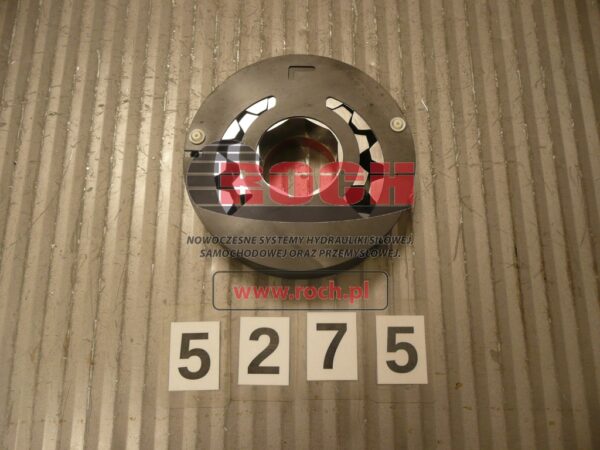 ROCH
NOWOCZESNE SYSTEMY HYDRAULIKI SIŁOWEJ,
SAMOCHODOWEJ ORAZ PRZEMYSŁOWEJ.
www.roch.pl
5 2 7 5